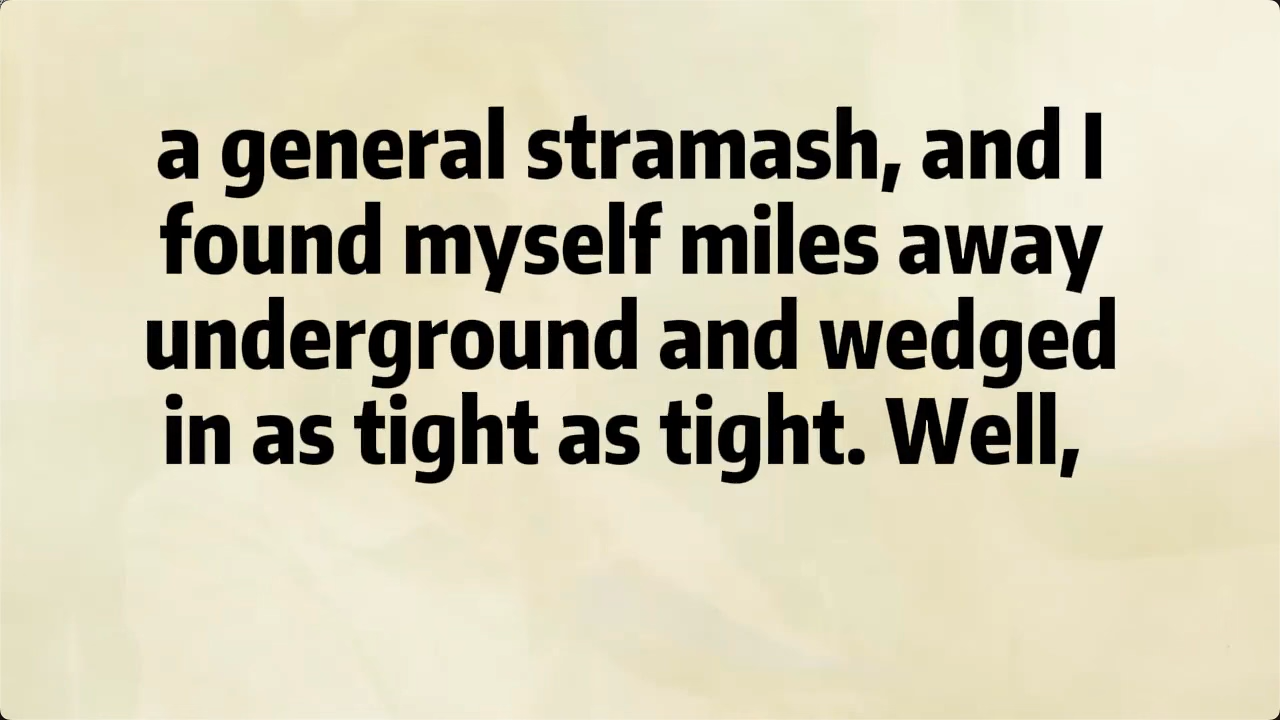 a general stramash, and I
found myself miles away
underground and wedged
in as tight as tight. Well,